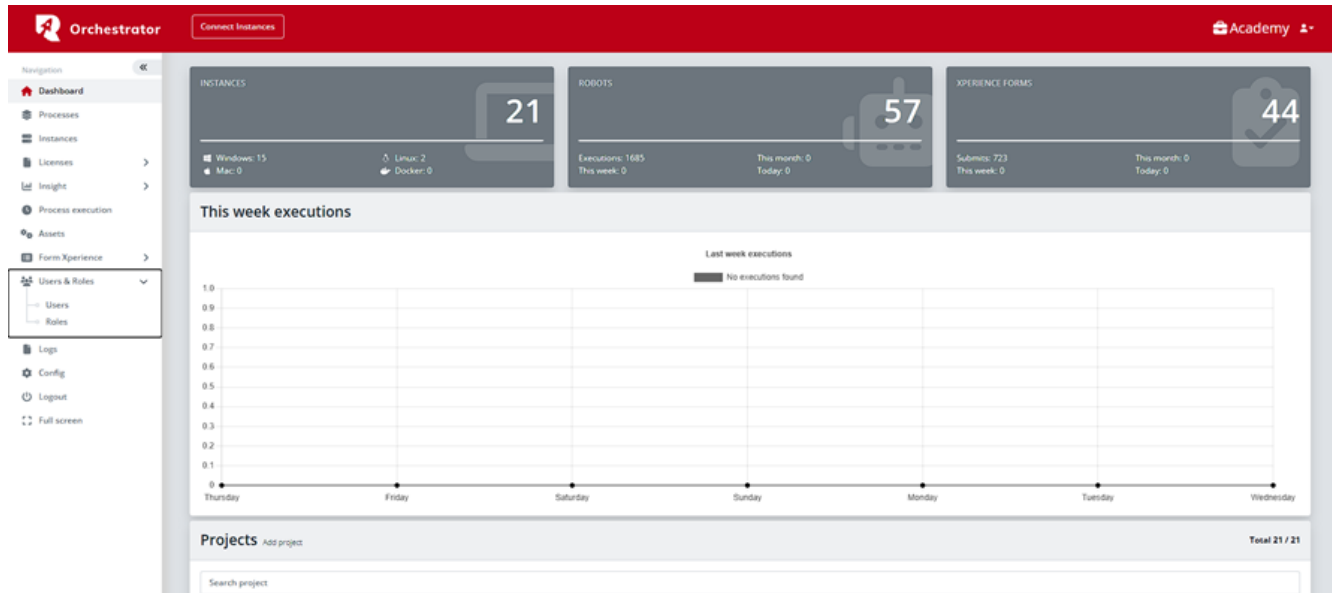 Orchestrator
Connect Instances
Academy
Navigation
Dashboard
Processes
Instances
Licenses
Insight
Process execution
Assets
Form Xperience
Users & Roles
Users
Roles
Logs
Config
Logout
Full screen
INSTANCES
21
Windows: 15 Linux: 2
Mac: 0 Docker: 0
ROBOTS
57
Executions: 1685 This month: 0
This week: 0 Today: 0
XPERIENCE FORMS
44
Submits: 723 This month: 0
This week: 0 Today: 0
This week executions
Last week executions
No executions found
1.0
0.9
0.8
0.7
0.6
0.5
0.4
0.3
0.2
0.1
0
Thursday Friday Saturday Sunday Monday Tuesday Wednesday
Projects Add project Total 21 / 21
Search project